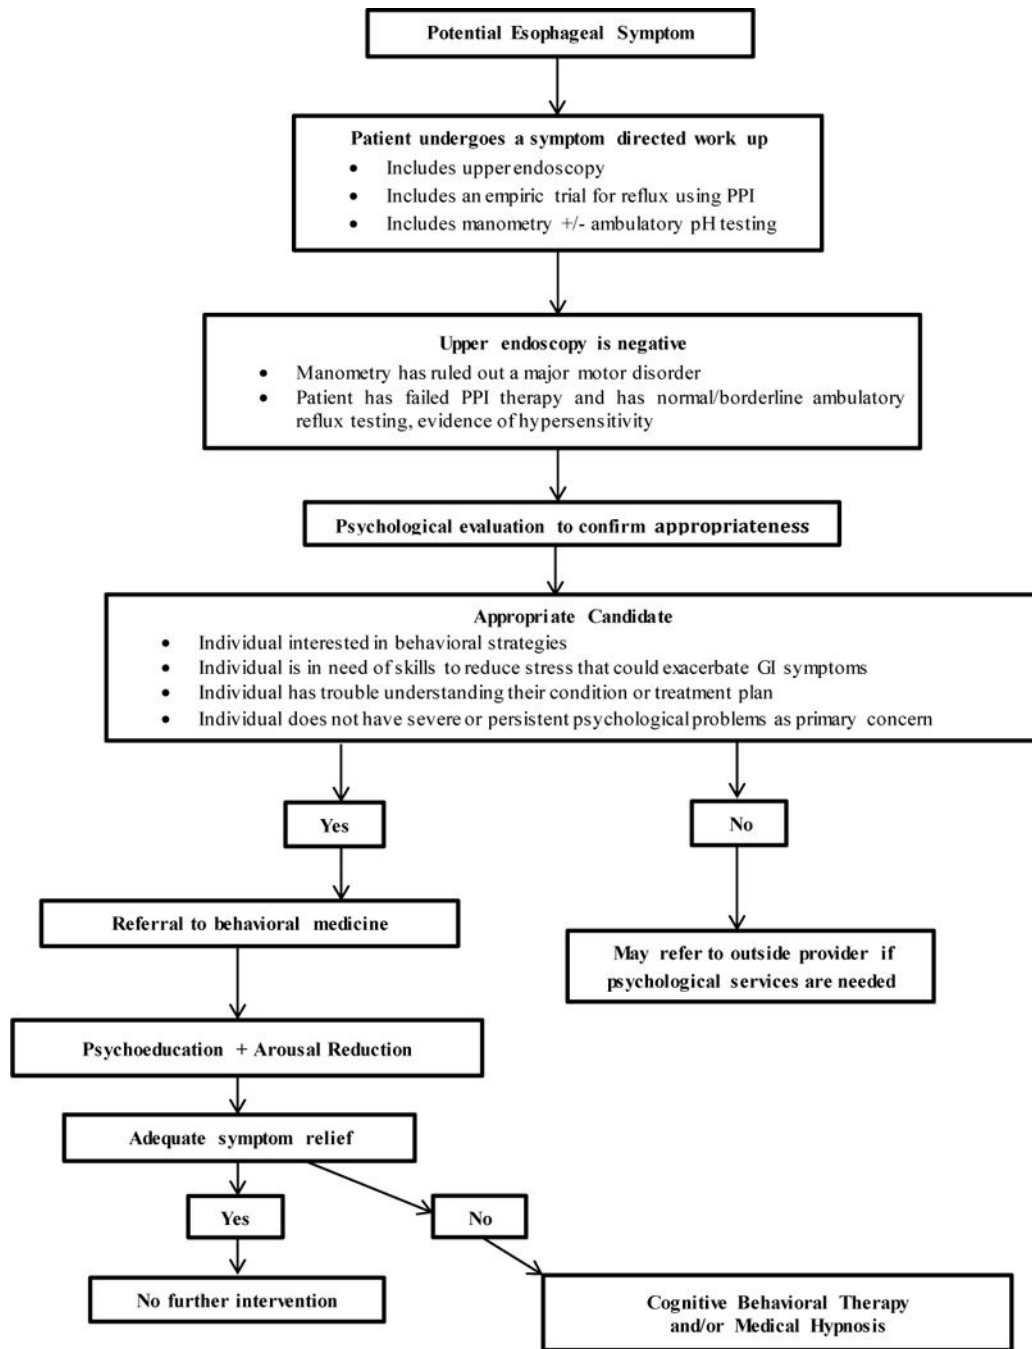 Potential Esophageal Symptom
Patient undergoes a symptom directed work up
• Includes upper endoscopy
• Includes an empiric trial for reflux using PPI
• Includes manometry +/- ambulatory pH testing
Upper endoscopy is negative
• Manometry has ruled out a major motor disorder
• Patient has failed PPI therapy and has normal/borderline ambulatory
reflux testing, evidence of hypersensitivity
Psychological evaluation to confirm appropriateness
Appropriate Candidate
• Individual interested in behavioral strategies
• Individual is in need of skills to reduce stress that could exacerbate GI symptoms
• Individual has trouble understanding their condition or treatment plan
• Individual does not have severe or persistent psychological problems as primary concern
Yes
No
Referral to behavioral medicine
May refer to outside provider if
psychological services are needed
Psychoeducation + Arousal Reduction
Adequate symptom relief
Yes
No
No further intervention
Cognitive Behavioral Therapy
and/or Medical Hypnosis